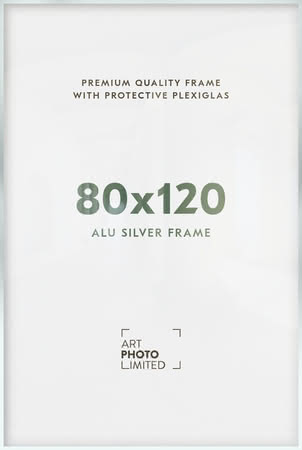 PREMIUM QUALITY FRAME
WITH PROTECTIVE PLEXIGLAS
80x120
ALU SILVER FRAME
ART
PHOTO
LIMITED